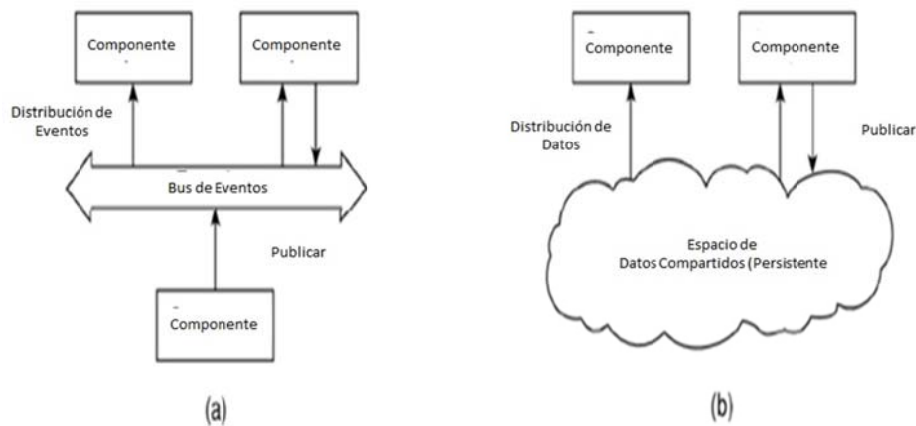 Componente
Componente
Distribución de
Eventos
Bus de Eventos
Publicar
Componente
(a)
Componente
Componente
Distribución de
Datos
Publicar
Espacio de
Datos Compartidos (Persistente
(b)